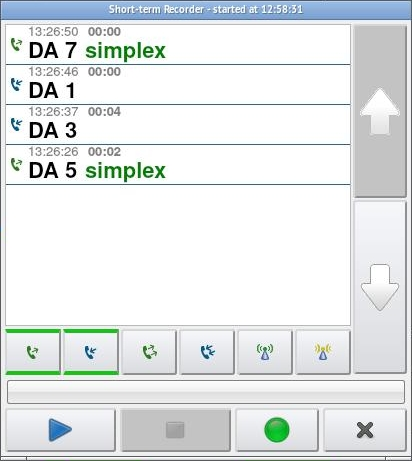 Short-term Recorder - started at 12:58:31
13:26:50 00:00
DA 7 simplex
13:26:46 00:00
DA 1
13:26:37 00:04
DA 3
13:26:26 00:02
DA 5 simplex